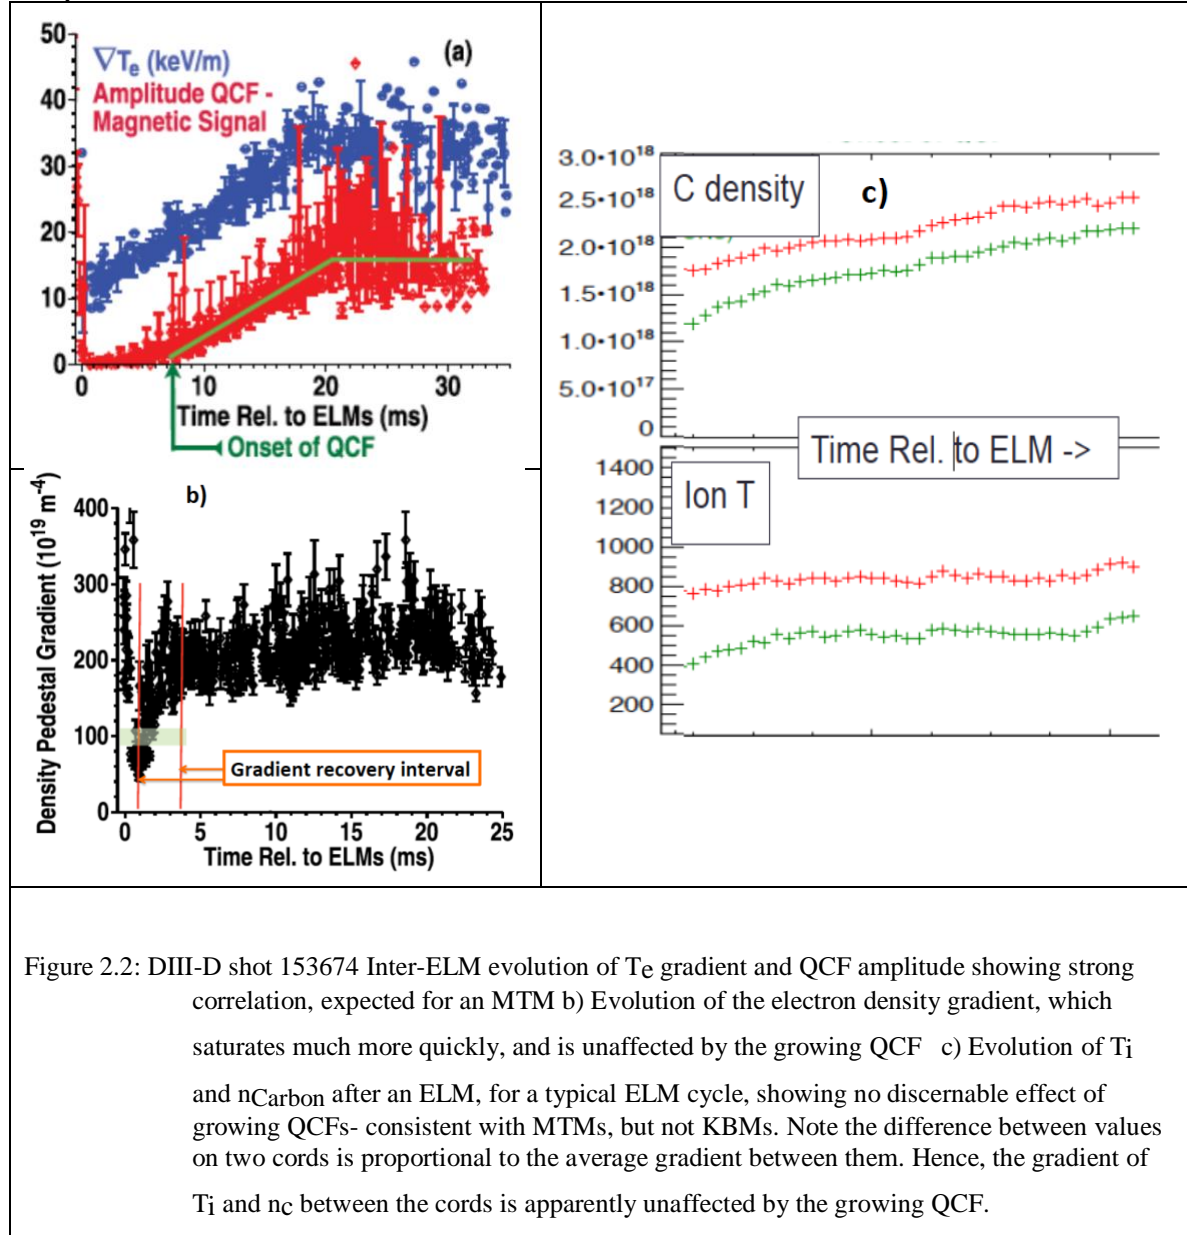 50
(a)
∇Te (keV/m)
40
Amplitude QCF -
Magnetic Signal
30
20
10
0
0 10 20 30
Time Rel. to ELMs (ms)
Onset of QCF
b)
Density Pedestal Gradient (10^19 m^-4)
400
300
200
100
0
Gradient recovery interval
0 5 10 15 20 25
Time Rel. to ELMs (ms)
3.0•10^18
C density
c)
2.5•10^18
2.0•10^18
1.5•10^18
1.0•10^18
5.0•10^17
0
Time Rel. to ELM ->
1400
Ion T
1200
1000
800
600
400
200
Figure 2.2: DIII-D shot 153674 Inter-ELM evolution of Te gradient and QCF amplitude showing strong
correlation, expected for an MTM b) Evolution of the electron density gradient, which
saturates much more quickly, and is unaffected by the growing QCF c) Evolution of Ti
and nCarbon after an ELM, for a typical ELM cycle, showing no discernable effect of
growing QCFs- consistent with MTMs, but not KBMs. Note the difference between values
on two cords is proportional to the average gradient between them. Hence, the gradient of
Ti and nc between the cords is apparently unaffected by the growing QCF.